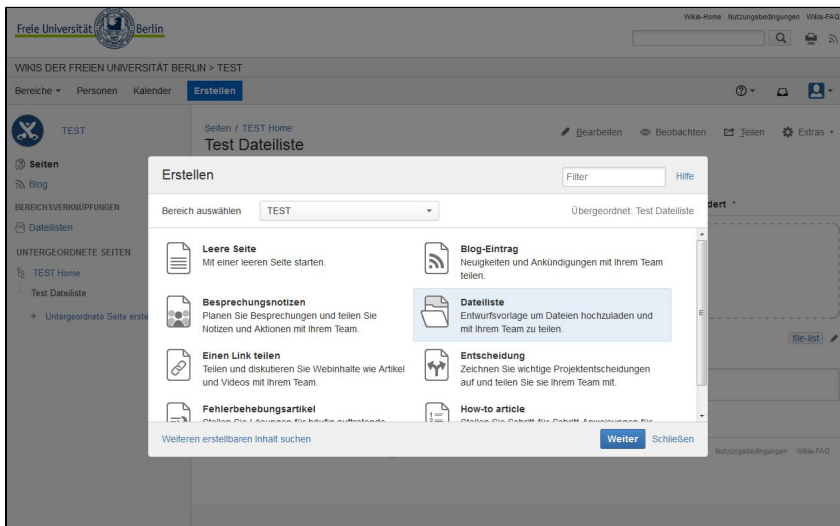 Wikis-Home Nutzungsbedingungen Wikis-FAQ
Freie Universität Berlin
WIKIS DER FREIEN UNIVERSITÄT BERLIN > TEST
Bereiche Personen Kalender Erstellen
TEST
Seiten / TEST Home
Test Dateiliste
Bearbeiten Beobachten Teilen Extras
Seiten
Blog
BEREICHSVERKNÜPFUNGEN
Dateilisten
UNTERGEORDNETE SEITEN
TEST Home
Test Dateiliste
+ Untergeordnete Seite erste
Erstellen
Filter
Hilfe
Bereich auswählen TEST
Übergeordnet: Test Dateiliste
Leere Seite
Mit einer leeren Seite starten.
Blog-Eintrag
Neuigkeiten und Ankündigungen mit Ihrem Team
teilen.
Besprechungsnotizen
Planen Sie Besprechungen und teilen Sie
Notizen und Aktionen mit Ihrem Team.
Dateiliste
Entwurfsvorlage um Dateien hochzuladen und
mit Ihrem Team zu teilen.
Einen Link teilen
Teilen und diskutieren Sie Webinhalte wie Artikel
und Videos mit Ihrem Team.
Entscheidung
Zeichnen Sie wichtige Projektentscheidungen
auf und teilen Sie sie Ihrem Team mit.
Fehlerbehebungsartikel
How-to article
Weiteren erstellbaren Inhalt suchen
Weiter Schließen
dert
file-list
Nutzungsbedingungen Wikis-FAQ